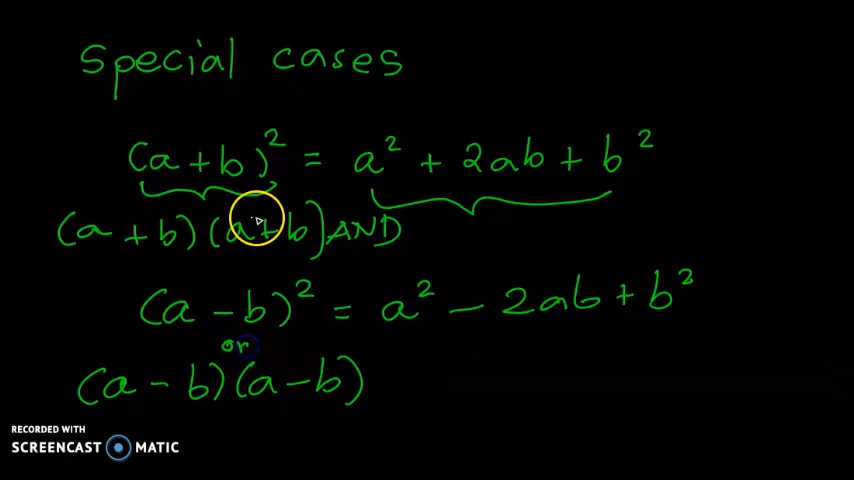 Special cases
(a + b)² = a² + 2ab + b²
(a + b)(a + b) AND
(a - b)² = a² - 2ab + b²
or
(a - b)(a - b)
RECORDED WITH
SCREENCAST MATIC